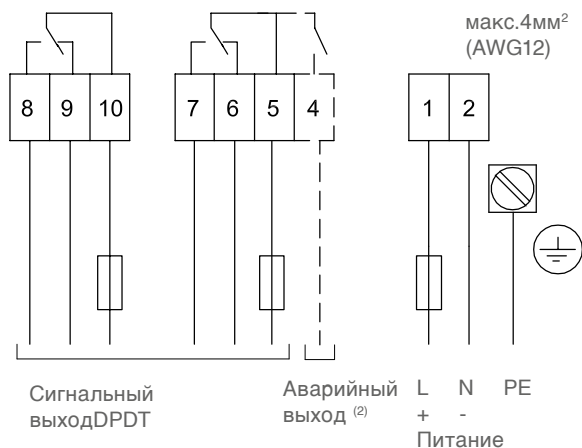 макс.4мм²
(AWG12)
8 9 10 7 6 5 4 1 2
Сигнальный
выходDPDT
Аварийный
выход (2)
L N PE
+ -
Питание